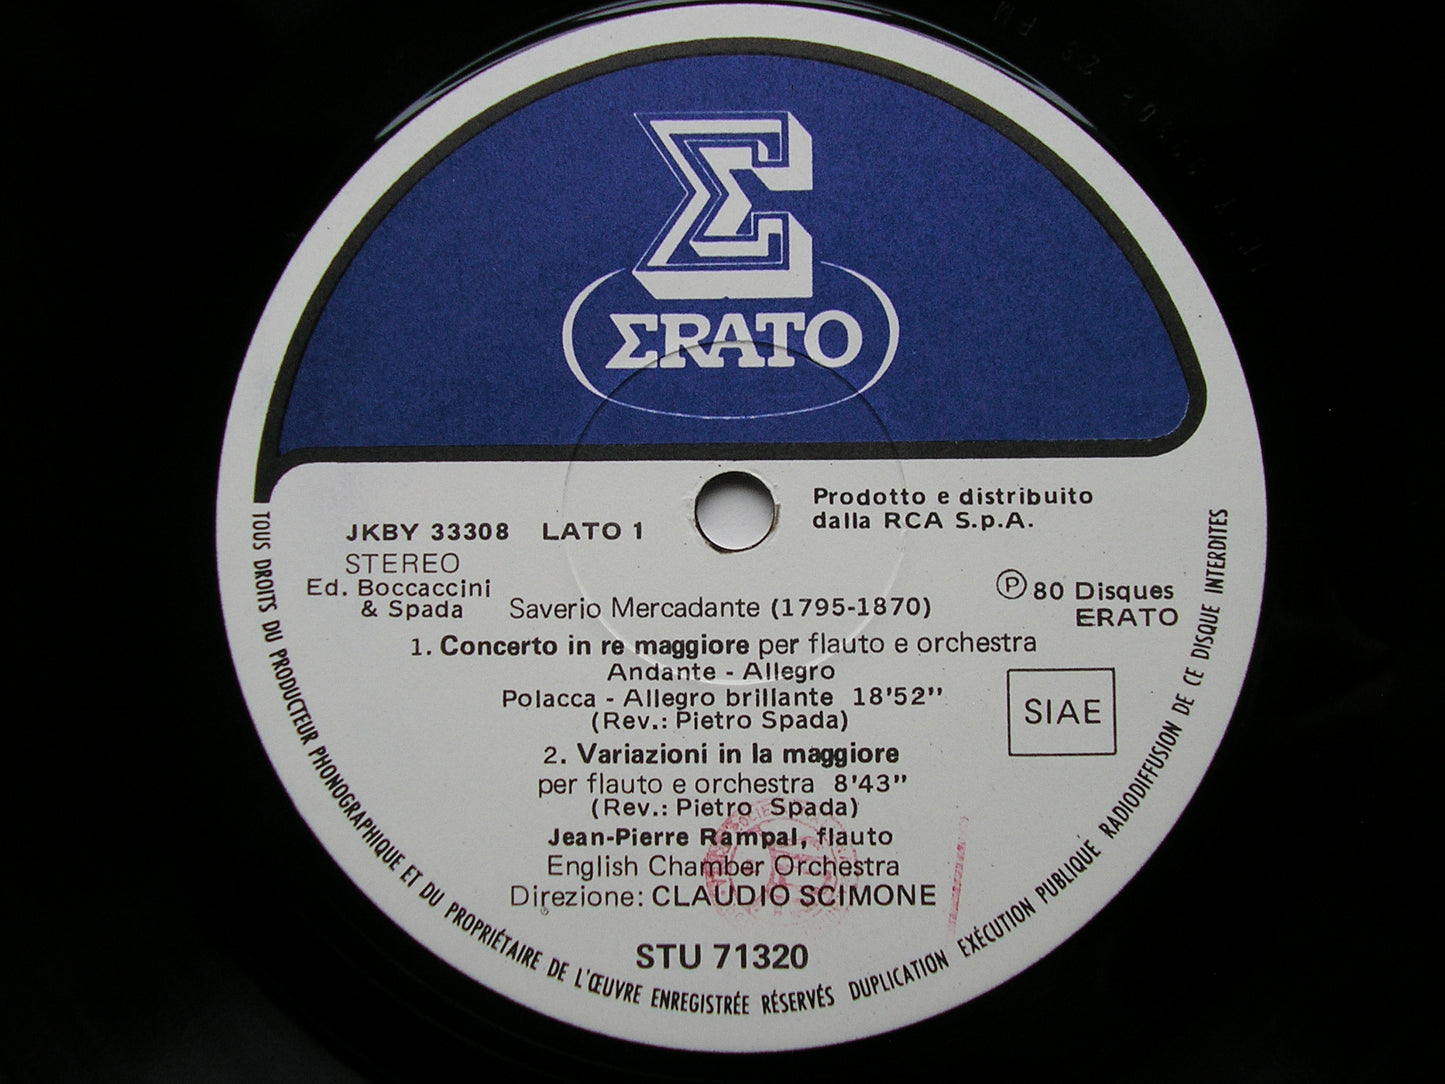 ΣRATO
Prodotto e distribuito
dalla RCA S.p.A.
JKBY 33308 LATO 1
STEREO
Ed. Boccaccini
& Spada
℗ 80 Disques
ERATO
Saverio Mercadante (1795-1870)
1. Concerto in re maggiore per flauto e orchestra
Andante - Allegro
Polacca - Allegro brillante 18'52"
(Rev.: Pietro Spada)
SIAE
2. Variazioni in la maggiore
per flauto e orchestra 8'43"
(Rev.: Pietro Spada)
Jean-Pierre Rampal, flauto
English Chamber Orchestra
Direzione: CLAUDIO SCIMONE
STU 71320
TOUS DROITS DU PRODUCTEUR PHONOGRAPHIQUE ET DU PROPRIÉTAIRE DE L'ŒUVRE ENREGISTRÉE RÉSERVÉS DUPLICATION EXÉCUTION PUBLIQUE RADIODIFFUSION DE CE DISQUE INTERDITES